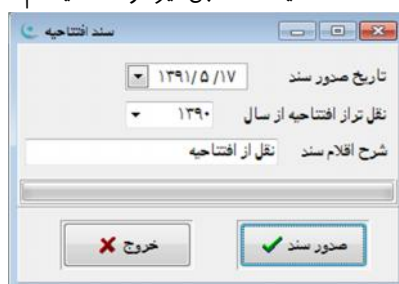 سند افتتاحیه
تاریخ صدور سند ۱۳۹۱/۵/۱۷
نقل تراز افتتاحیه از سال ۱۳۹۰
شرح اقلام سند نقل از افتتاحیه
صدور سند خروج